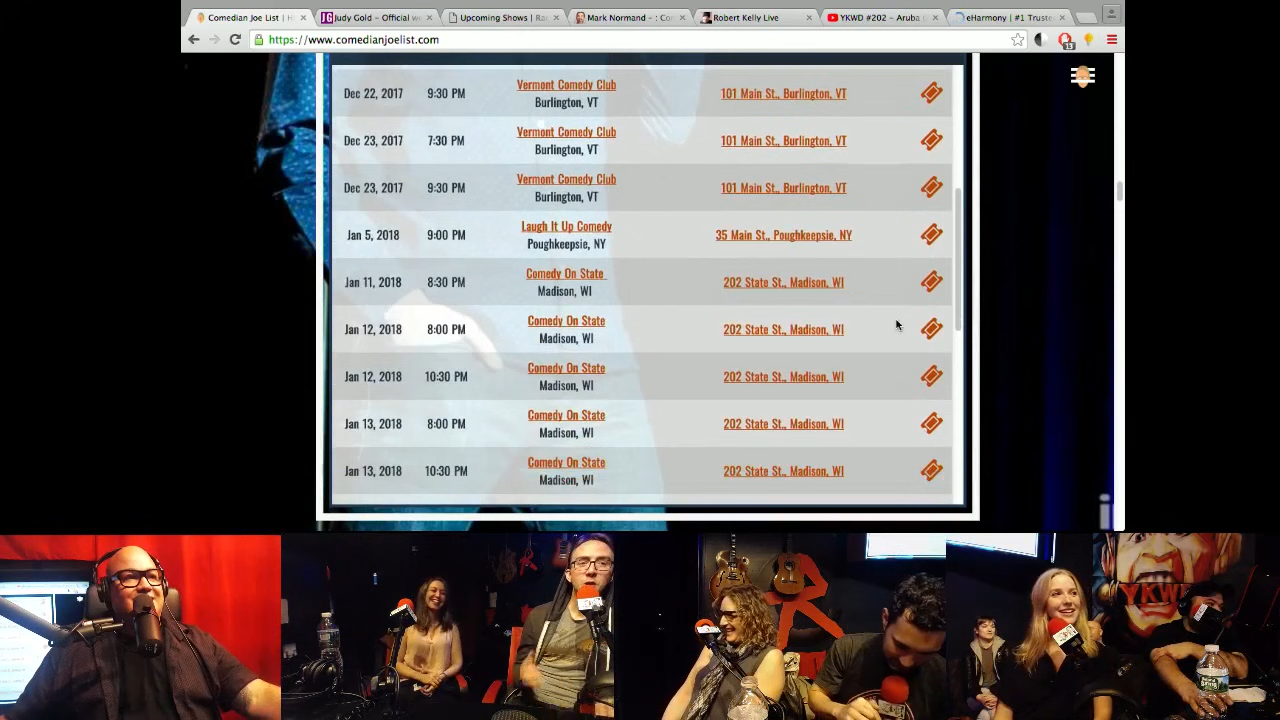 Comedian Joe List | H
Judy Gold – Official w
Upcoming Shows | Ra
Mark Normand – : Co
Robert Kelly Live
YKWD #202 ~ Aruba
eHarmony | #1 Truste
https://www.comedianjoelist.com
13
Dec 22, 2017 9:30 PM Vermont Comedy Club 101 Main St., Burlington, VT
Burlington, VT
Dec 23, 2017 7:30 PM Vermont Comedy Club 101 Main St., Burlington, VT
Burlington, VT
Dec 23, 2017 9:30 PM Vermont Comedy Club 101 Main St., Burlington, VT
Burlington, VT
Jan 5, 2018 9:00 PM Laugh It Up Comedy 35 Main St., Poughkeepsie, NY
Poughkeepsie, NY
Jan 11, 2018 8:30 PM Comedy On State 202 State St., Madison, WI
Madison, WI
Jan 12, 2018 8:00 PM Comedy On State 202 State St., Madison, WI
Madison, WI
Jan 12, 2018 10:30 PM Comedy On State 202 State St., Madison, WI
Madison, WI
Jan 13, 2018 8:00 PM Comedy On State 202 State St., Madison, WI
Madison, WI
Jan 13, 2018 10:30 PM Comedy On State 202 State St., Madison, WI
Madison, WI
YKW